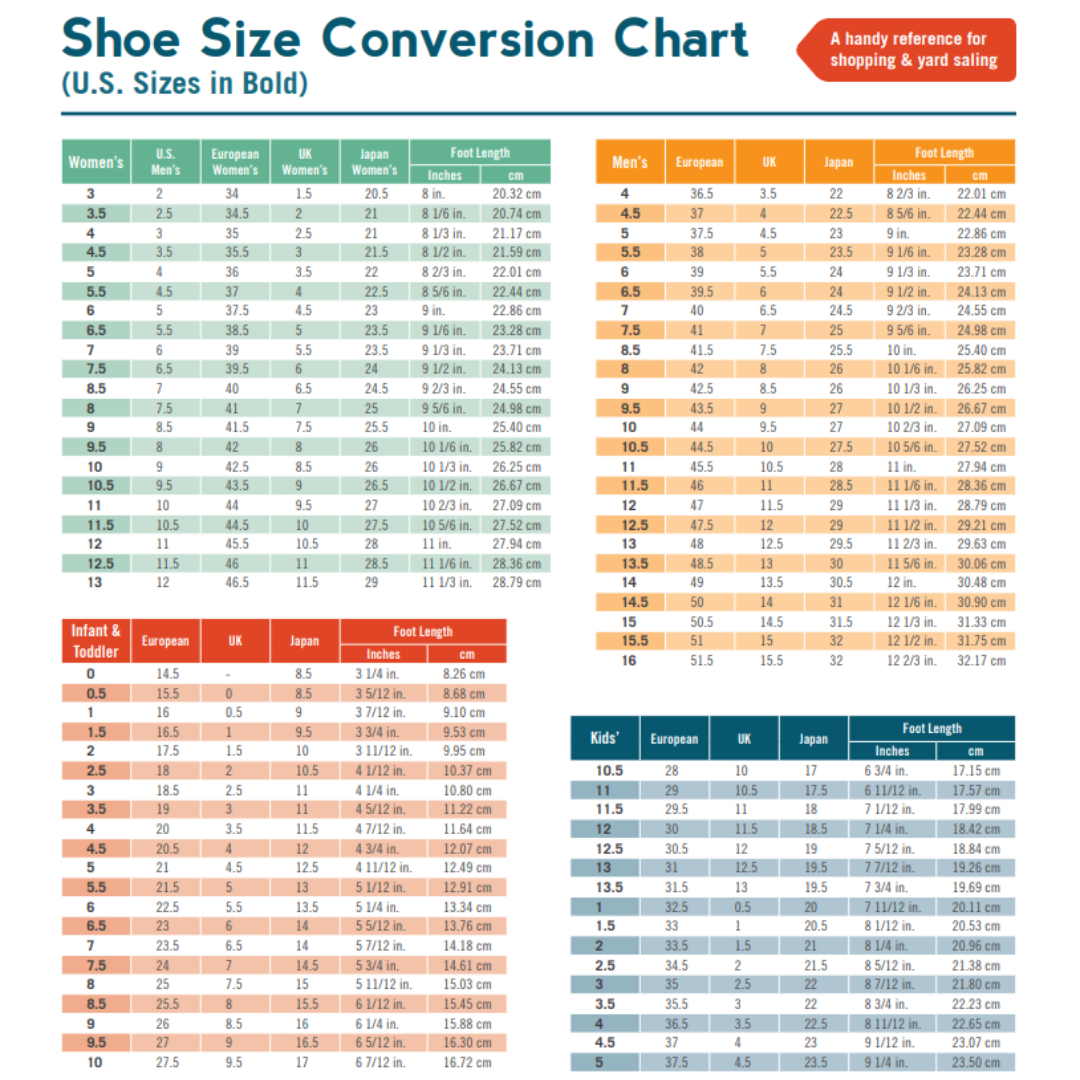 Shoe Size Conversion Chart
(U.S. Sizes in Bold)
A handy reference for
shopping & yard saling
Women's U.S. Men's European Women's UK Women's Japan Women's Foot Length Inches cm
3 2 34 1.5 20.5 8 in. 20.32 cm
3.5 2.5 34.5 2 21 8 1/6 in. 20.74 cm
4 3 35 2.5 21 8 1/3 in. 21.17 cm
4.5 3.5 35.5 3 21.5 8 1/2 in. 21.59 cm
5 4 36 3.5 22 8 2/3 in. 22.01 cm
5.5 4.5 37 4 22.5 8 5/6 in. 22.44 cm
6 5 37.5 4.5 23 9 in. 22.86 cm
6.5 5.5 38.5 5 23.5 9 1/6 in. 23.28 cm
7 6 39 5.5 23.5 9 1/3 in. 23.71 cm
7.5 6.5 39.5 6 24 9 1/2 in. 24.13 cm
8.5 7 40 6.5 24.5 9 2/3 in. 24.55 cm
8 7.5 41 7 25 9 5/6 in. 24.98 cm
9 8.5 41.5 7.5 25.5 10 in. 25.40 cm
9.5 8 42 8 26 10 1/6 in. 25.82 cm
10 9 42.5 8.5 26 10 1/3 in. 26.25 cm
10.5 9.5 43.5 9 26.5 10 1/2 in. 26.67 cm
11 10 44 9.5 27 10 2/3 in. 27.09 cm
11.5 10.5 44.5 10 27.5 10 5/6 in. 27.52 cm
12 11 45.5 10.5 28 11 in. 27.94 cm
12.5 11.5 46 11 28.5 11 1/6 in. 28.36 cm
13 12 46.5 11.5 29 11 1/3 in. 28.79 cm
Men's European UK Japan Foot Length Inches cm
4 36.5 3.5 22 8 2/3 in. 22.01 cm
4.5 37 4 22.5 8 5/6 in. 22.44 cm
5 37.5 4.5 23 9 in. 22.86 cm
5.5 38 5 23.5 9 1/6 in. 23.28 cm
6 39 5.5 24 9 1/3 in. 23.71 cm
6.5 39.5 6 24 9 1/2 in. 24.13 cm
7 40 6.5 24.5 9 2/3 in. 24.55 cm
7.5 41 7 25 9 5/6 in. 24.98 cm
8.5 41.5 7.5 25.5 10 in. 25.40 cm
8 42 8 26 10 1/6 in. 25.82 cm
9 42.5 8.5 26 10 1/3 in. 26.25 cm
9.5 43.5 9 27 10 1/2 in. 26.67 cm
10 44 9.5 27 10 2/3 in. 27.09 cm
10.5 44.5 10 27.5 10 5/6 in. 27.52 cm
11 45.5 10.5 28 11 in. 27.94 cm
11.5 46 11 28.5 11 1/6 in. 28.36 cm
12 47 11.5 29 11 1/3 in. 28.79 cm
12.5 47.5 12 29 11 1/2 in. 29.21 cm
13 48 12.5 29.5 11 2/3 in. 29.63 cm
13.5 48.5 13 30 11 5/6 in. 30.06 cm
14 49 13.5 30.5 12 in. 30.48 cm
14.5 50 14 31 12 1/6 in. 30.90 cm
15 50.5 14.5 31.5 12 1/3 in. 31.33 cm
15.5 51 15 32 12 1/2 in. 31.75 cm
16 51.5 15.5 32 12 2/3 in. 32.17 cm
Infant & Toddler European UK Japan Foot Length Inches cm
0 14.5 - 8.5 3 1/4 in. 8.26 cm
0.5 15.5 0 8.5 3 5/12 in. 8.68 cm
1 16 0.5 9 3 7/12 in. 9.10 cm
1.5 16.5 1 9.5 3 3/4 in. 9.53 cm
2 17.5 1.5 10 3 11/12 in. 9.95 cm
2.5 18 2 10.5 4 1/12 in. 10.37 cm
3 18.5 2.5 11 4 1/4 in. 10.80 cm
3.5 19 3 11 4 5/12 in. 11.22 cm
4 20 3.5 11.5 4 7/12 in. 11.64 cm
4.5 20.5 4 12 4 3/4 in. 12.07 cm
5 21 4.5 12.5 4 11/12 in. 12.49 cm
5.5 21.5 5 13 5 1/12 in. 12.91 cm
6 22.5 5.5 13.5 5 1/4 in. 13.34 cm
6.5 23 6 14 5 5/12 in. 13.76 cm
7 23.5 6.5 14 5 7/12 in. 14.18 cm
7.5 24 7 14.5 5 3/4 in. 14.61 cm
8 25 7.5 15 5 11/12 in. 15.03 cm
8.5 25.5 8 15.5 6 1/12 in. 15.45 cm
9 26 8.5 16 6 1/4 in. 15.88 cm
9.5 27 9 16.5 6 5/12 in. 16.30 cm
10 27.5 9.5 17 6 7/12 in. 16.72 cm
Kids' European UK Japan Foot Length Inches cm
10.5 28 10 17 6 3/4 in. 17.15 cm
11 29 10.5 17.5 6 11/12 in. 17.57 cm
11.5 29.5 11 18 7 1/12 in. 17.99 cm
12 30 11.5 18.5 7 1/4 in. 18.42 cm
12.5 30.5 12 19 7 5/12 in. 18.84 cm
13 31 12.5 19.5 7 7/12 in. 19.26 cm
13.5 31.5 13 19.5 7 3/4 in. 19.69 cm
1 32.5 0.5 20 7 11/12 in. 20.11 cm
1.5 33 1 20.5 8 1/12 in. 20.53 cm
2 33.5 1.5 21 8 1/4 in. 20.96 cm
2.5 34.5 2 21.5 8 5/12 in. 21.38 cm
3 35 2.5 22 8 7/12 in. 21.80 cm
3.5 35.5 3 22 8 3/4 in. 22.23 cm
4 36.5 3.5 22.5 8 11/12 in. 22.65 cm
4.5 37 4 23 9 1/12 in. 23.07 cm
5 37.5 4.5 23.5 9 1/4 in. 23.50 cm